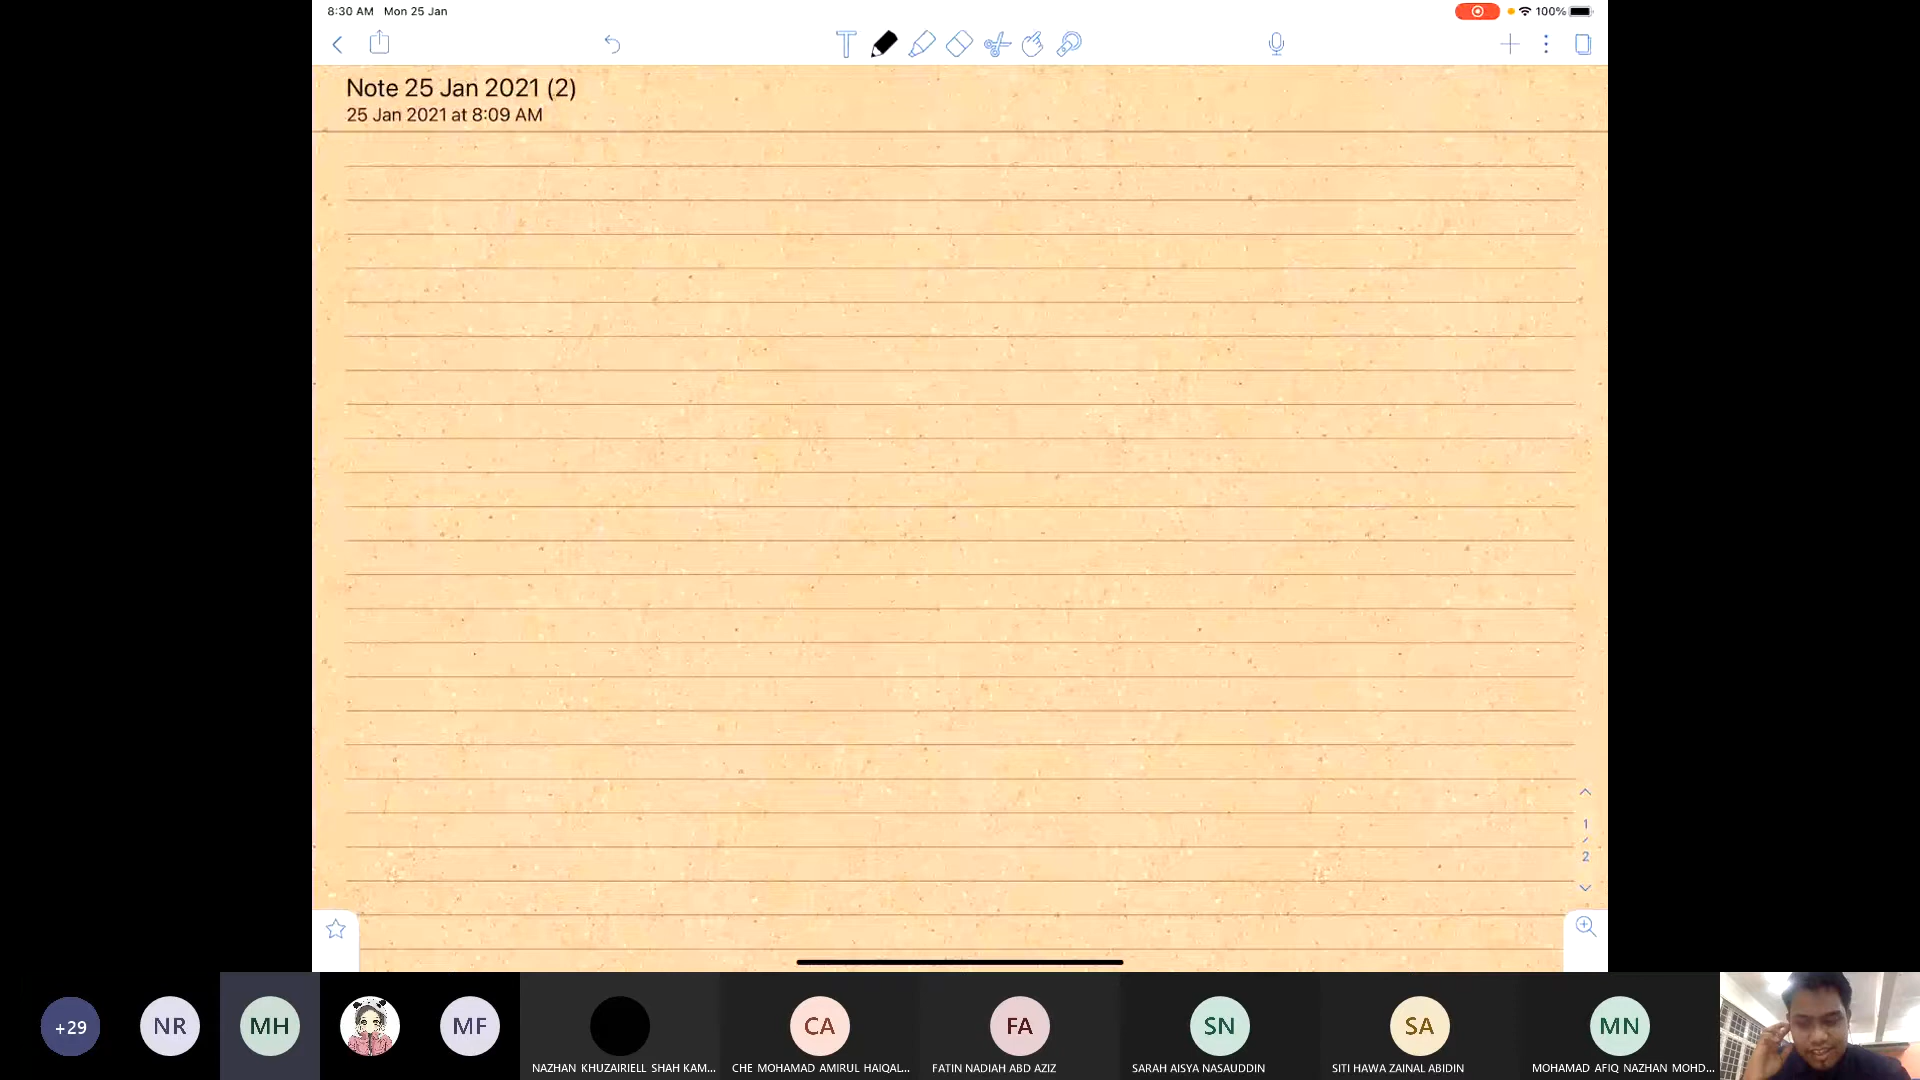 8:30 AM Mon 25 Jan
100%
Note 25 Jan 2021 (2)
25 Jan 2021 at 8:09 AM
1
/
2
+29
NR
MH
MF
CA
FA
SN
SA
MN
NAZHAN KHUZAIRIELL SHAH KAM...
CHE MOHAMAD AMIRUL HAIQAL...
FATIN NADIAH ABD AZIZ
SARAH AISYA NASAUDDIN
SITI HAWA ZAINAL ABIDIN
MOHAMAD AFIQ NAZHAN MOHD...